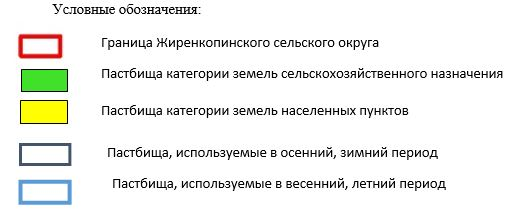 Условные обозначения:
Граница Жиренкопинского сельского округа
Пастбища категории земель сельскохозяйственного назначения
Пастбища категории земель населенных пунктов
Пастбища, используемые в осенний, зимний период
Пастбища, используемые в весенний, летний период